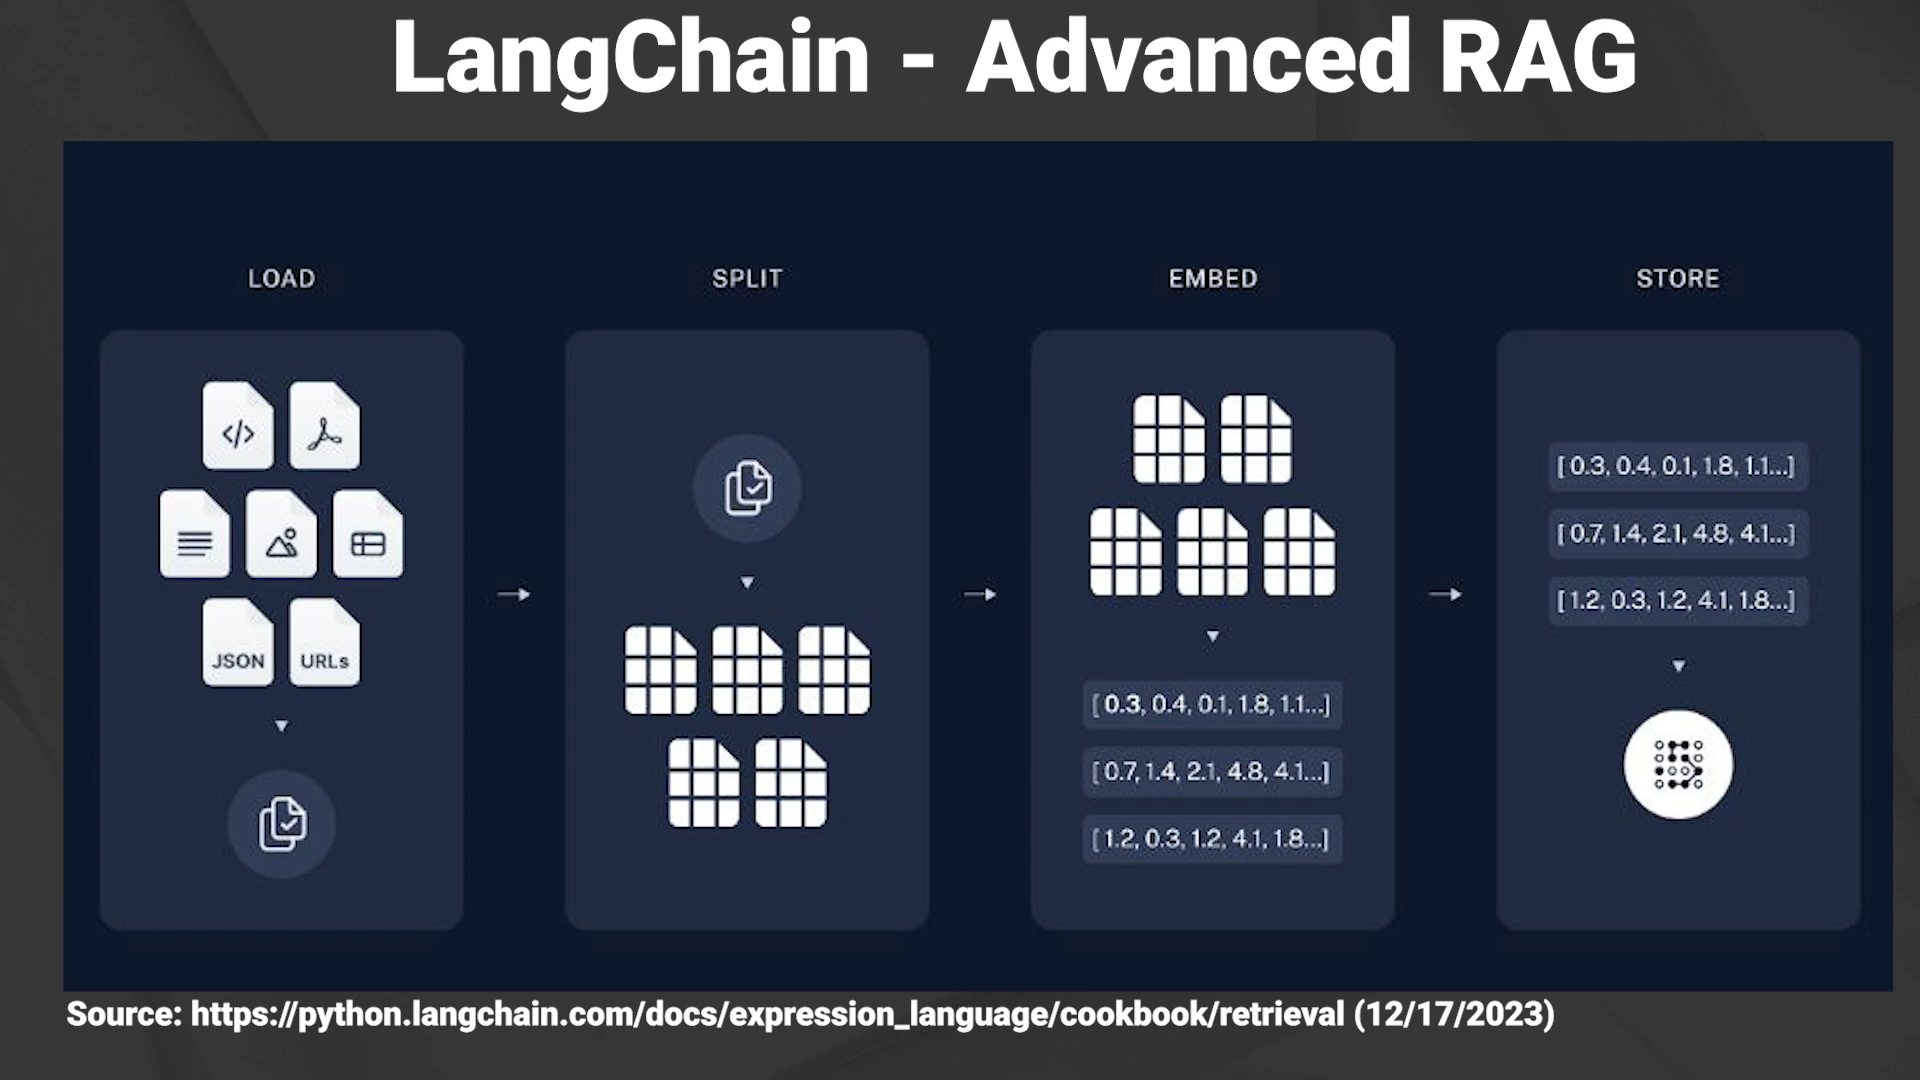 LangChain - Advanced RAG
LOAD
SPLIT
EMBED
STORE
JSON
URLs
[ 0.3, 0.4, 0.1, 1.8, 1.1...]
[ 0.7, 1.4, 2.1, 4.8, 4.1...]
[ 1.2, 0.3, 1.2, 4.1, 1.8...]
[ 0.3, 0.4, 0.1, 1.8, 1.1...]
[ 0.7, 1.4, 2.1, 4.8, 4.1...]
[ 1.2, 0.3, 1.2, 4.1, 1.8...]
Source: https://python.langchain.com/docs/expression_language/cookbook/retrieval (12/17/2023)